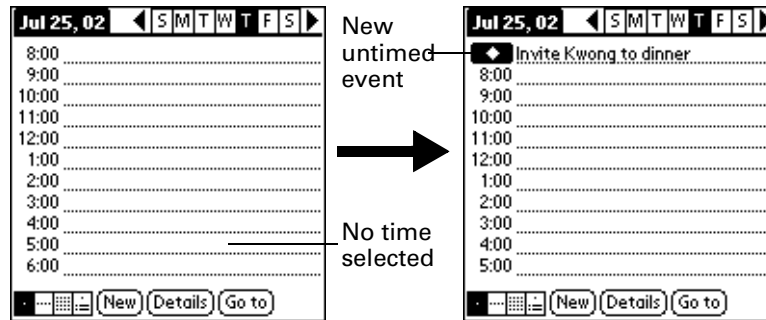 Jul 25, 02 S M T W T F S
8:00
9:00
10:00
11:00
12:00
1:00
2:00
3:00
4:00
5:00
6:00
New Details Go to
New
untimed
event
No time
selected
Jul 25, 02 S M T W T F S
Invite Kwong to dinner
8:00
9:00
10:00
11:00
12:00
1:00
2:00
3:00
4:00
5:00
New Details Go to